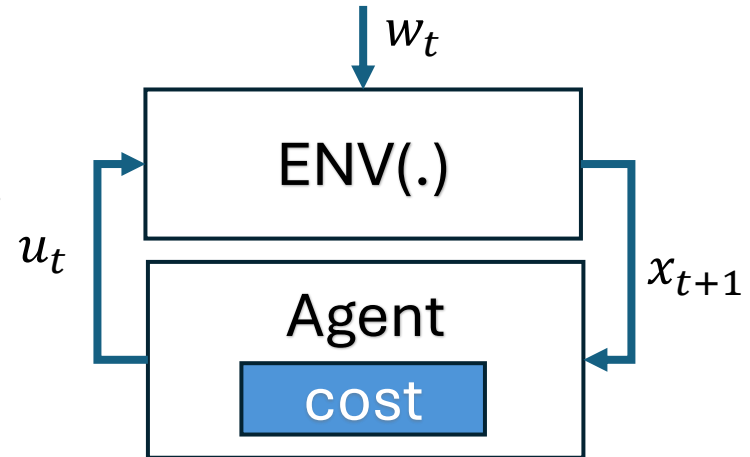 w_t
ENV(.)
u_t
x_{t+1}
Agent
cost